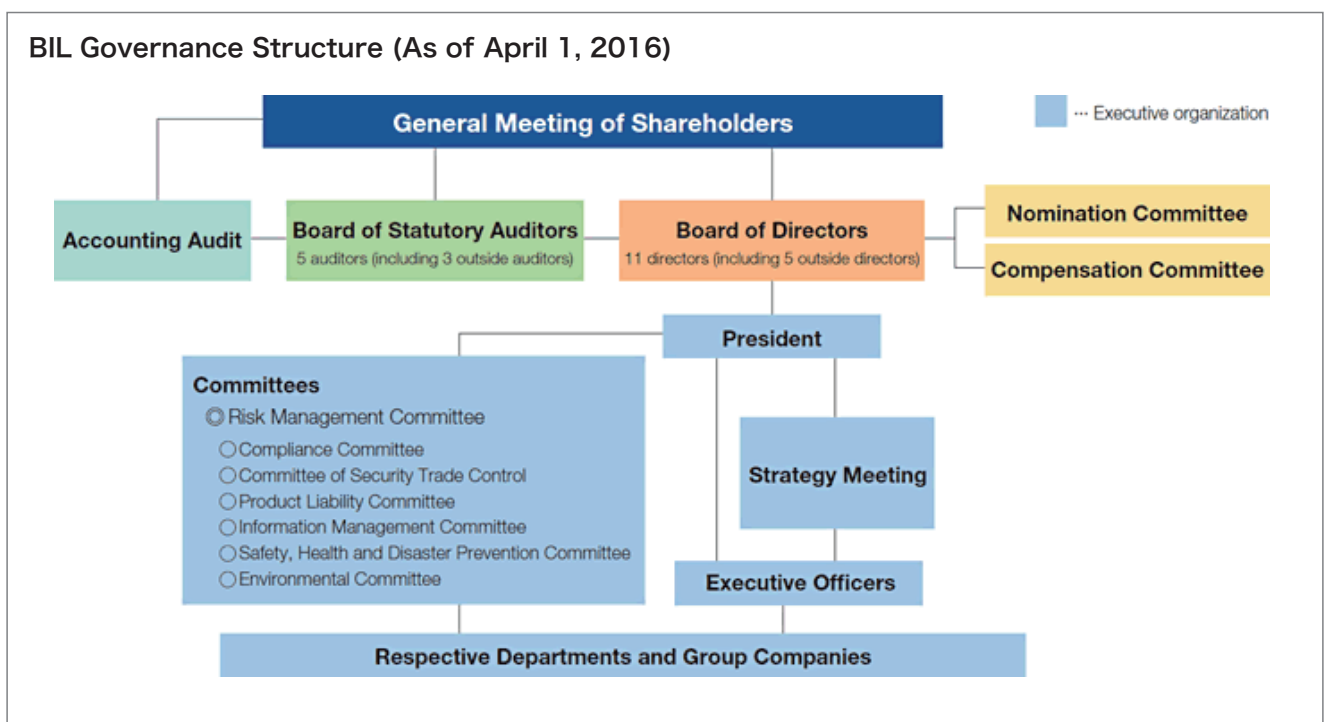 BIL Governance Structure (As of April 1, 2016)
General Meeting of Shareholders
··· Executive organization
Accounting Audit
Board of Statutory Auditors
5 auditors (including 3 outside auditors)
Board of Directors
11 directors (including 5 outside directors)
Nomination Committee
Compensation Committee
President
Committees
◎ Risk Management Committee
○Compliance Committee
○Committee of Security Trade Control
○Product Liability Committee
○Information Management Committee
○Safety, Health and Disaster Prevention Committee
○Environmental Committee
Strategy Meeting
Executive Officers
Respective Departments and Group Companies